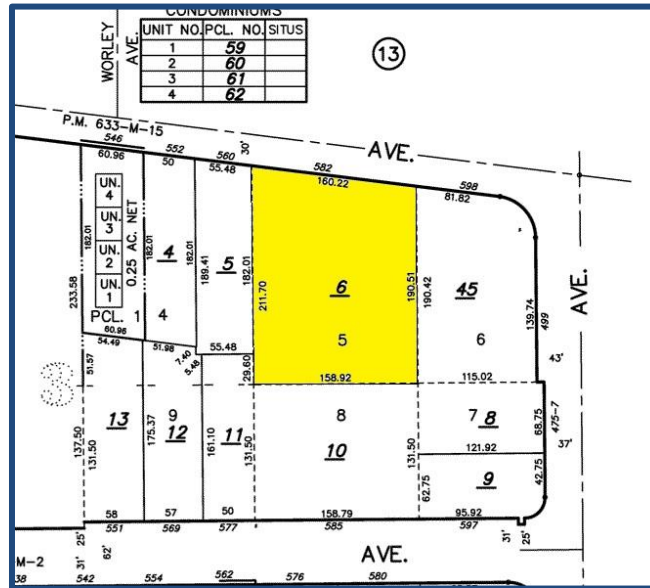 CONDOMINIUMS
UNIT NO. PCL. NO. SITUS
1 59
2 60
3 61
4 62
WORLEY AVE.
13
P.M. 633-M-15
AVE.
546 552 560 30' 582 598
60.96 50 55.48 160.22 81.82
UN. 4
UN. 3
UN. 2
UN. 1
0.25 AC. NET
182.01 182.01 182.01 189.41 182.01
233.58
211.70 190.51 190.42
4 5 6 45
139.74 499
AVE.
PCL. 1 4 5 6
60.96
54.49 51.98 7.40 55.48
5.48
43'
51.57 29.60 158.92 115.02
13 9 12 11 8 10 7 8
68.75 475-7
37'
137.50 131.50 175.37 161.10 131.50 131.50
121.92
62.75 9 42.75
58 57 50 158.79 95.92
551 569 577 585 597
25' 62' 31' 25'
AVE.
M-2 31'
38 542 554 562 576 580